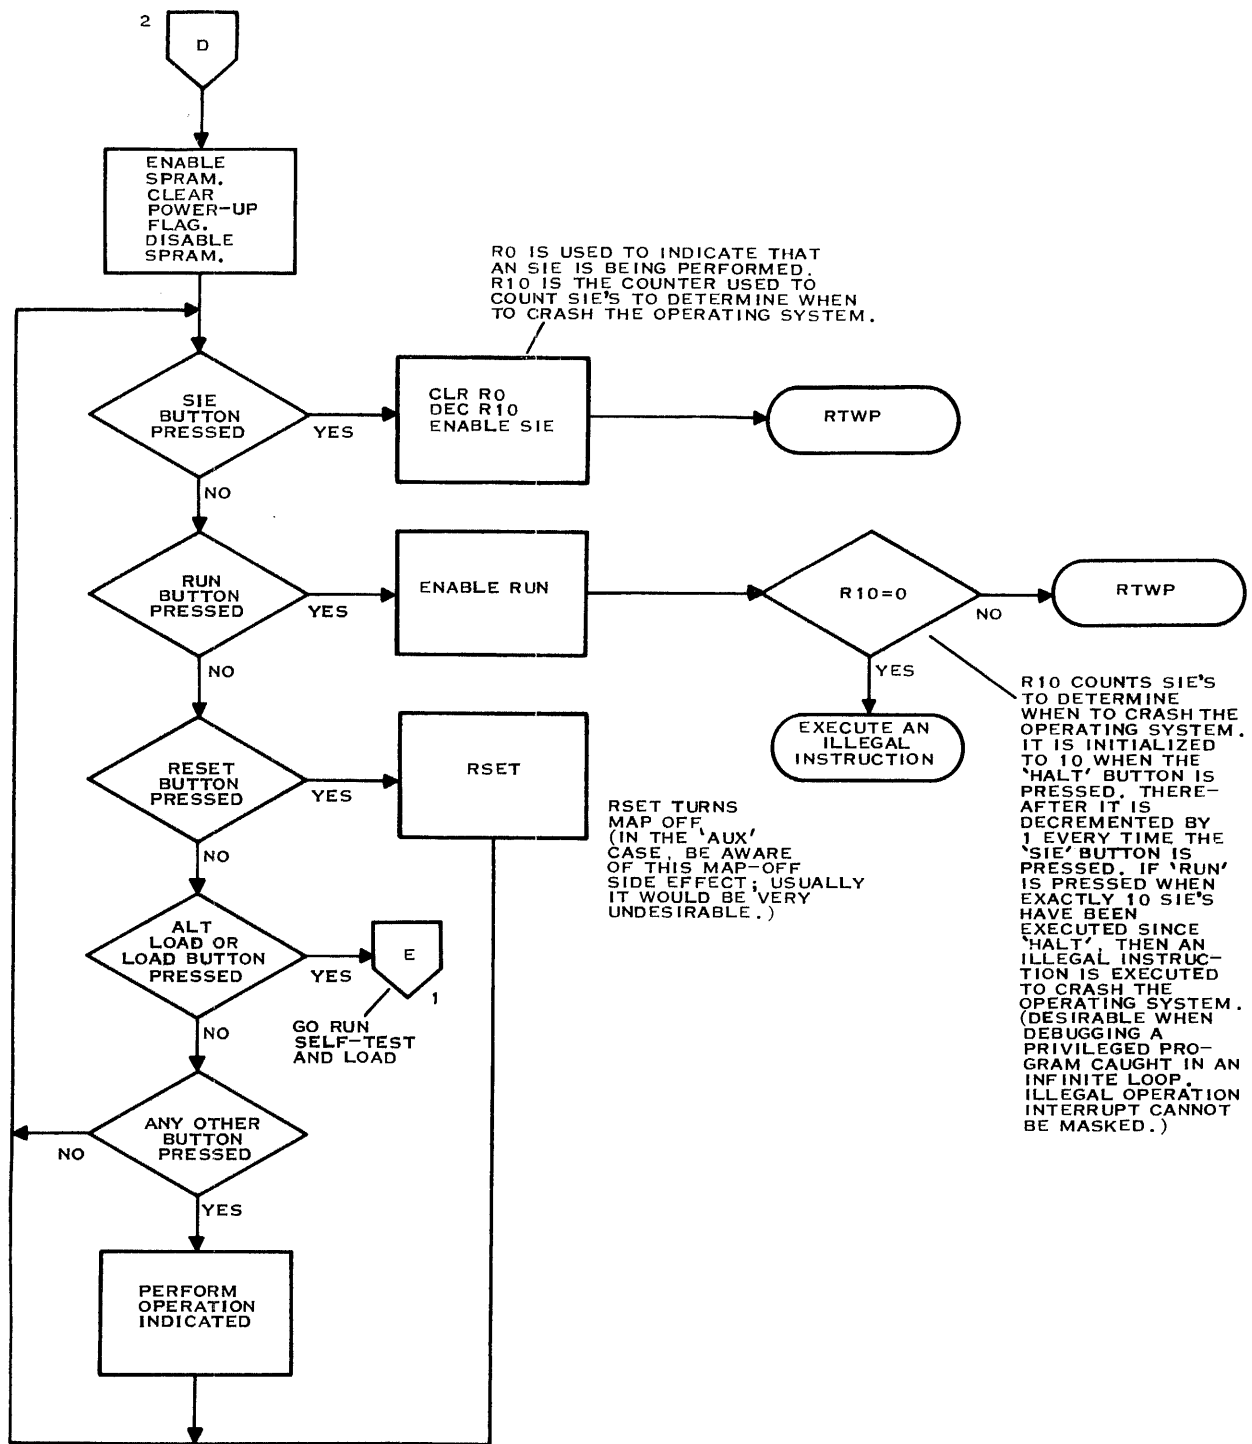 2
D
ENABLE
SPRAM.
CLEAR
POWER-UP
FLAG.
DISABLE
SPRAM.
R0 IS USED TO INDICATE THAT
AN SIE IS BEING PERFORMED.
R10 IS THE COUNTER USED TO
COUNT SIE'S TO DETERMINE WHEN
TO CRASH THE OPERATING SYSTEM.
SIE
BUTTON
PRESSED
YES
CLR R0
DEC R10
ENABLE SIE
RTWP
NO
RUN
BUTTON
PRESSED
YES
ENABLE RUN
R10=0
NO
RTWP
YES
EXECUTE AN
ILLEGAL
INSTRUCTION
R10 COUNTS SIE'S
TO DETERMINE
WHEN TO CRASH THE
OPERATING SYSTEM.
IT IS INITIALIZED
TO 10 WHEN THE
'HALT' BUTTON IS
PRESSED. THERE-
AFTER IT IS
DECREMENTED BY
1 EVERY TIME THE
'SIE' BUTTON IS
PRESSED. IF 'RUN'
IS PRESSED WHEN
EXACTLY 10 SIE'S
HAVE BEEN
EXECUTED SINCE
'HALT', THEN AN
ILLEGAL INSTRUC-
TION IS EXECUTED
TO CRASH THE
OPERATING SYSTEM.
(DESIRABLE WHEN
DEBUGGING A
PRIVILEGED PRO-
GRAM CAUGHT IN AN
INFINITE LOOP.
ILLEGAL OPERATION
INTERRUPT CANNOT
BE MASKED.)
NO
RESET
BUTTON
PRESSED
YES
RSET
RSET TURNS
MAP OFF
(IN THE 'AUX'
CASE, BE AWARE
OF THIS MAP-OFF
SIDE EFFECT; USUALLY
IT WOULD BE VERY
UNDESIRABLE.)
NO
ALT
LOAD OR
LOAD BUTTON
PRESSED
YES
E
1
GO RUN
SELF-TEST
AND LOAD
NO
ANY OTHER
BUTTON
PRESSED
NO
YES
PERFORM
OPERATION
INDICATED